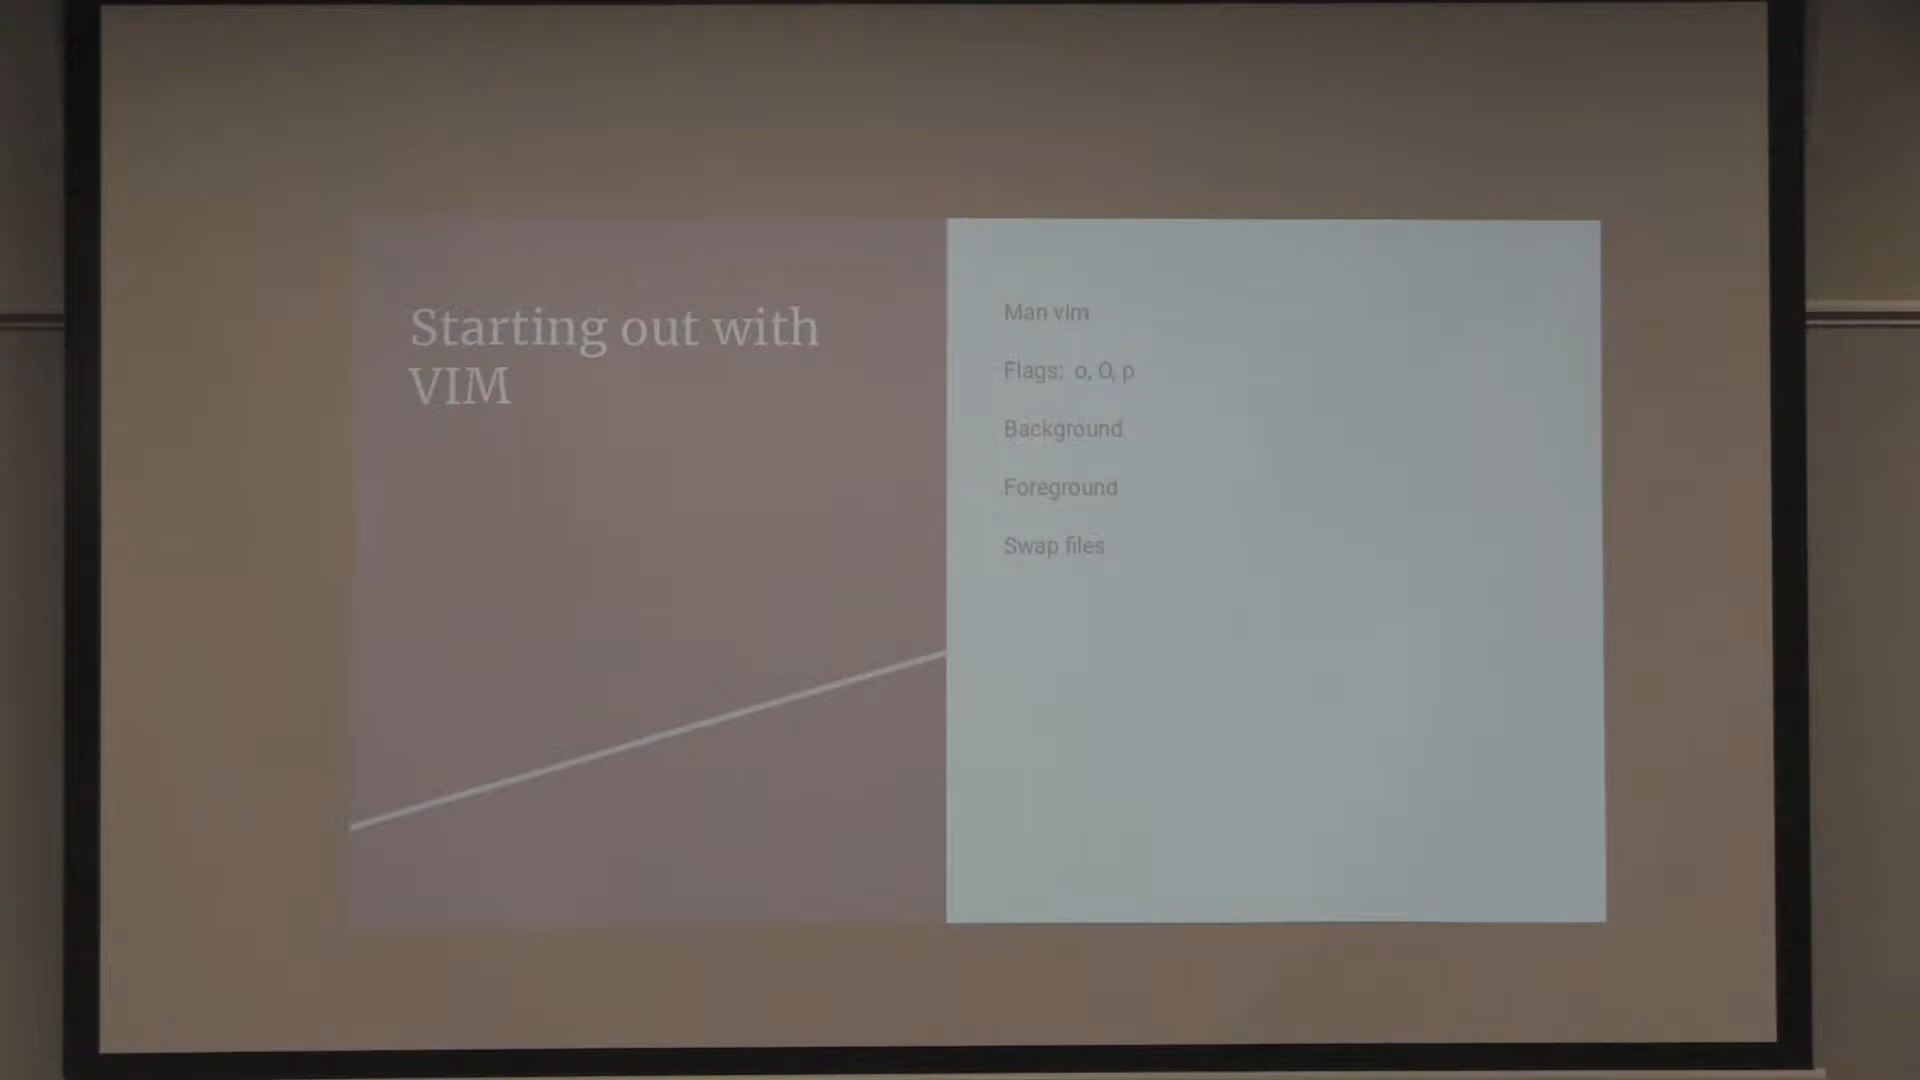 Starting out with
VIM
Man vim
Flags: o, O, p
Background
Foreground
Swap files